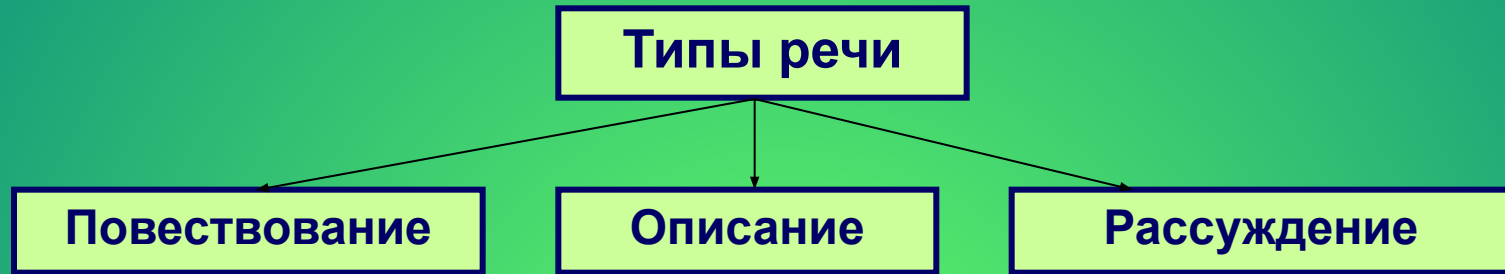 Типы речи
Повествование
Описание
Рассуждение